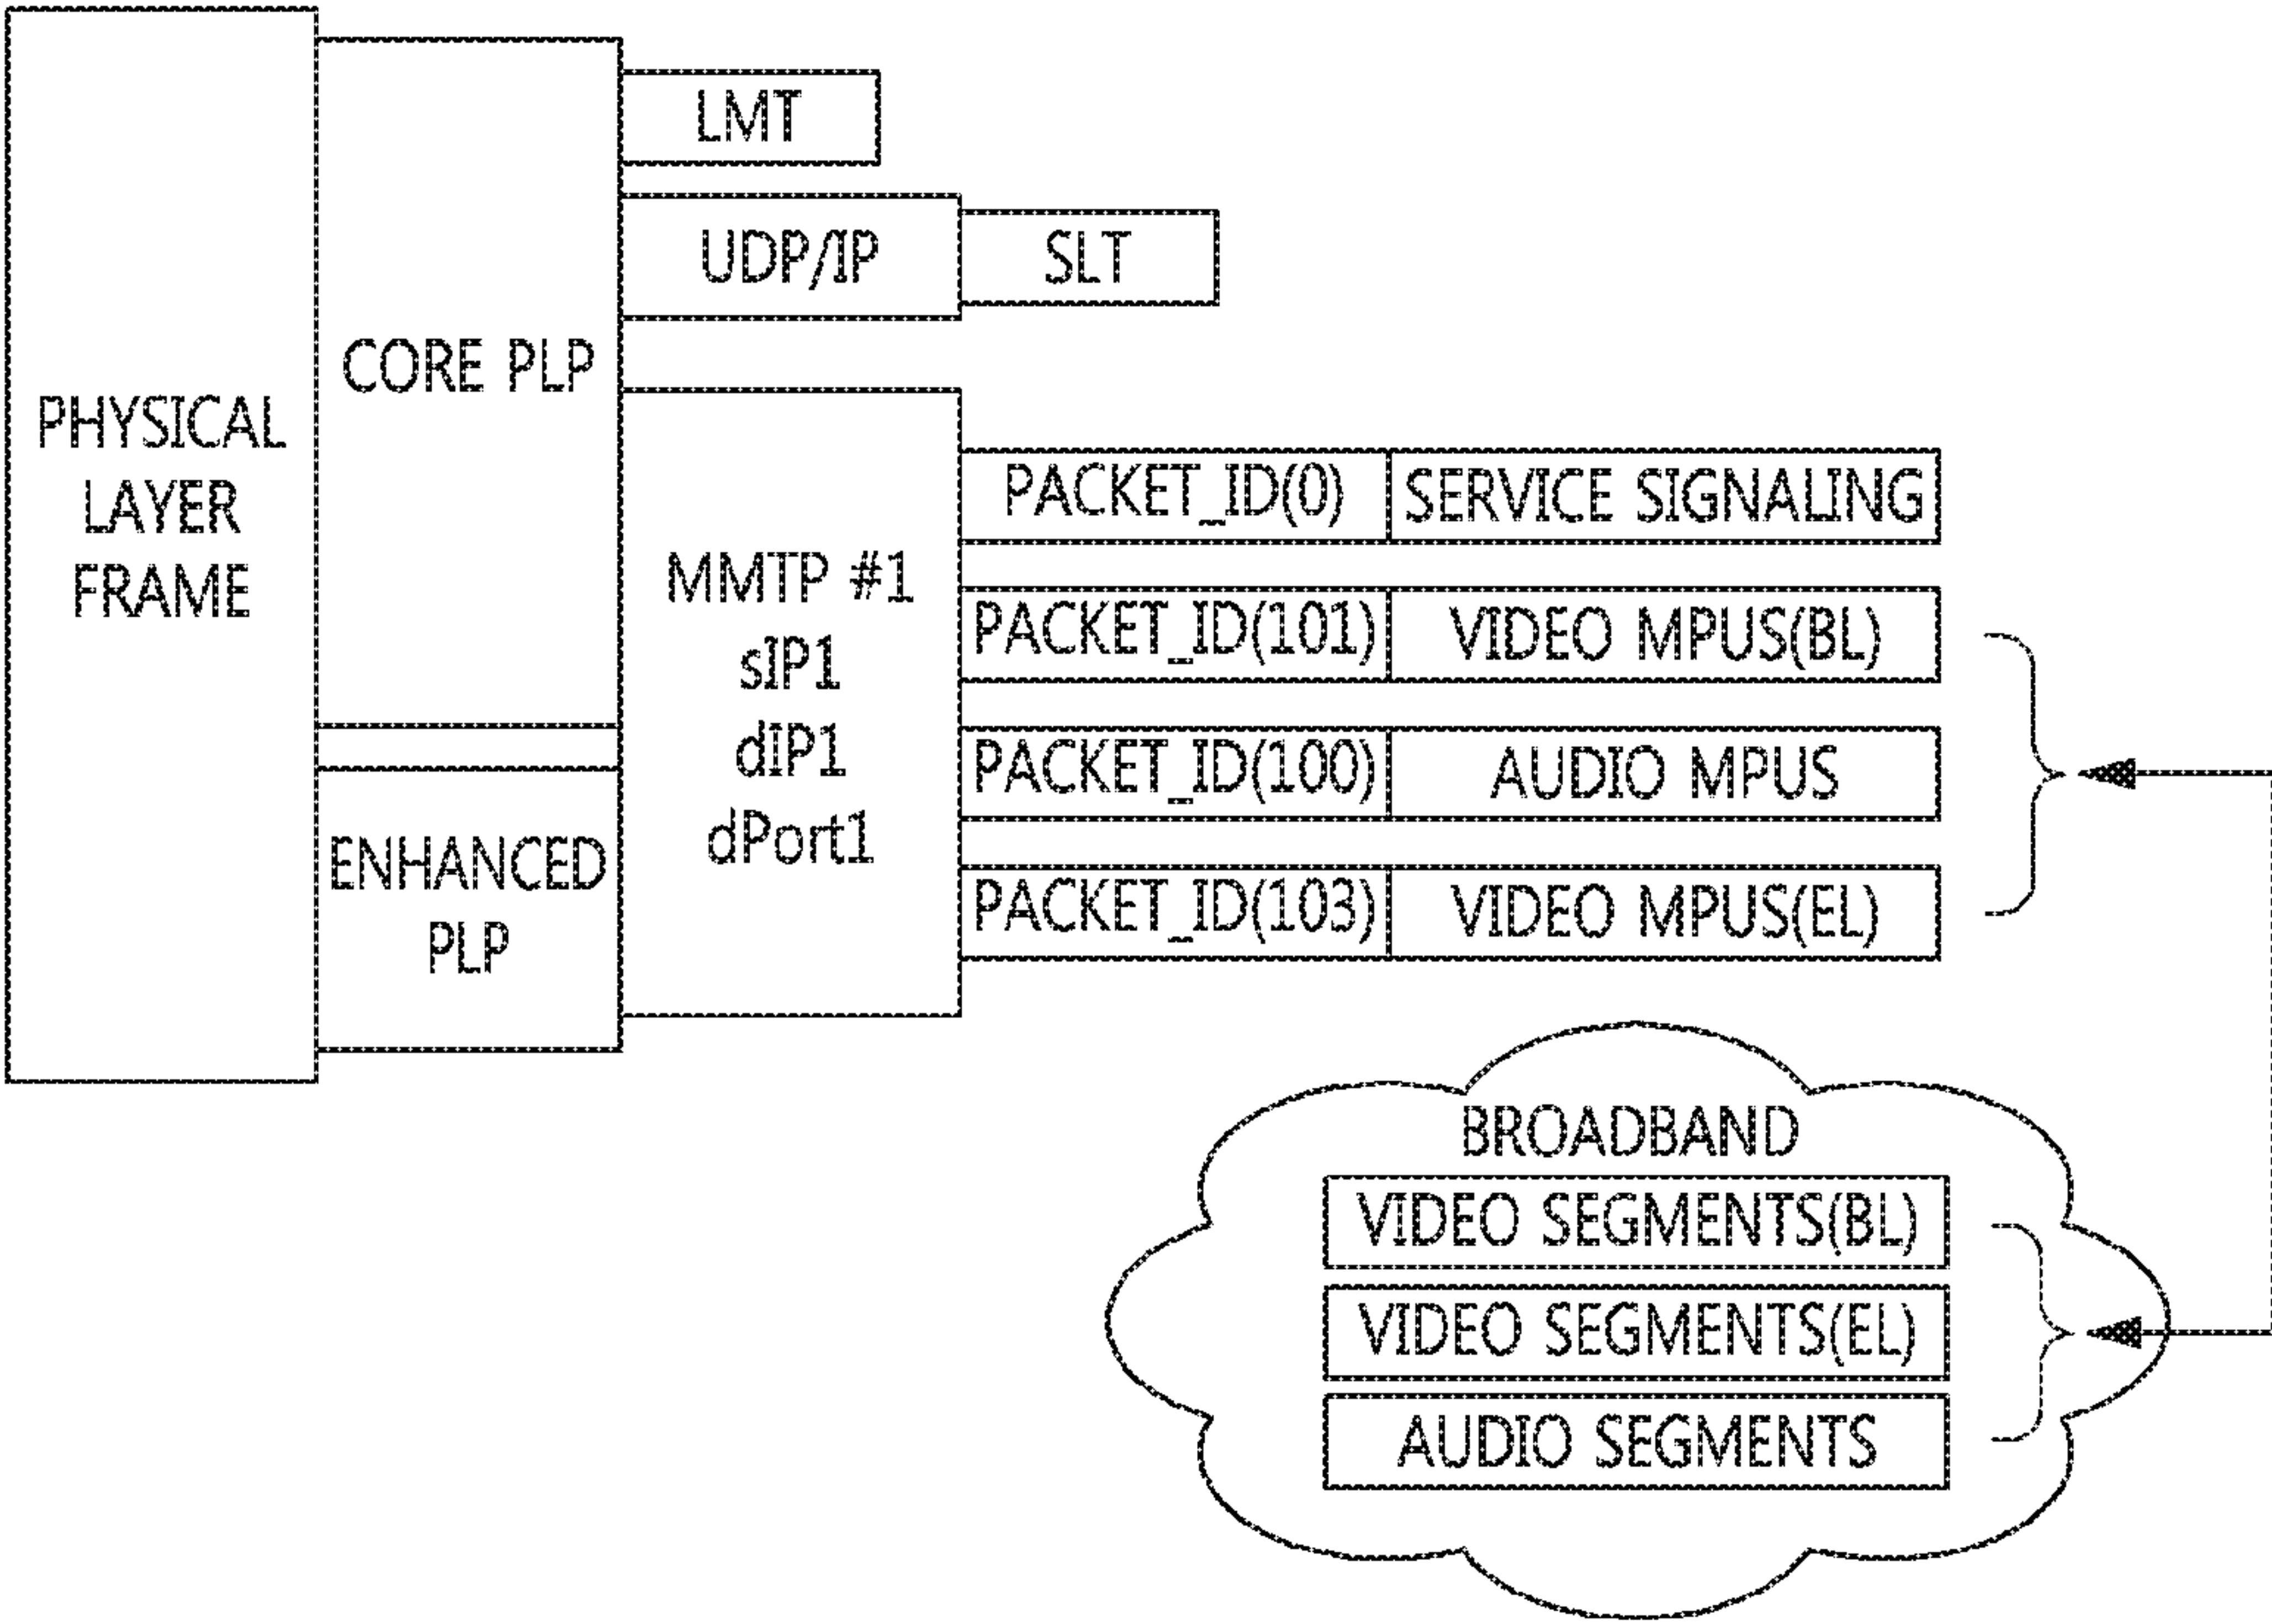 PHYSICAL
LAYER
FRAME
CORE PLP
ENHANCED
PLP
LMT
UDP/IP
SLT
MMTP #1
sIP1
dIP1
dPort1
PACKET_ID(0)
SERVICE SIGNALING
PACKET_ID(101)
VIDEO MPUS(BL)
PACKET_ID(100)
AUDIO MPUS
PACKET_ID(103)
VIDEO MPUS(EL)
BROADBAND
VIDEO SEGMENTS(BL)
VIDEO SEGMENTS(EL)
AUDIO SEGMENTS